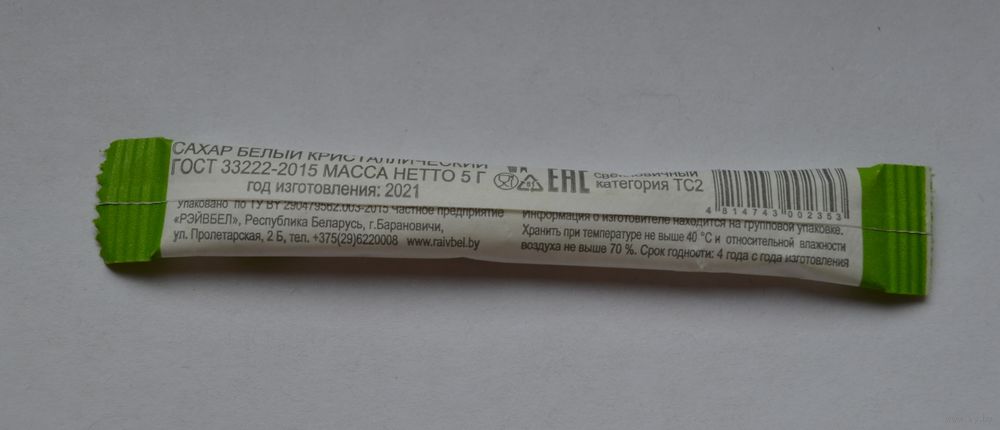 САХАР БЕЛЫЙ КРИСТАЛЛИЧЕСКИЙ
ГОСТ 33222-2015 МАССА НЕТТО 5 Г
год изготовления: 2021
Упаковано по ТУ BY 290479562.003-2015 Частное предприятие
«РЭЙВБЕЛ», Республика Беларусь, г.Барановичи,
ул. Пролетарская, 2 Б, тел. +375(29)6220008 www.raivbel.by
EAC
свекловичный
категория ТС2
4 814743 002353
Информация о изготовителе находится на групповой упаковке.
Хранить при температуре не выше 40 °С и относительной влажности
воздуха не выше 70 %. Срок годности: 4 года с года изготовления